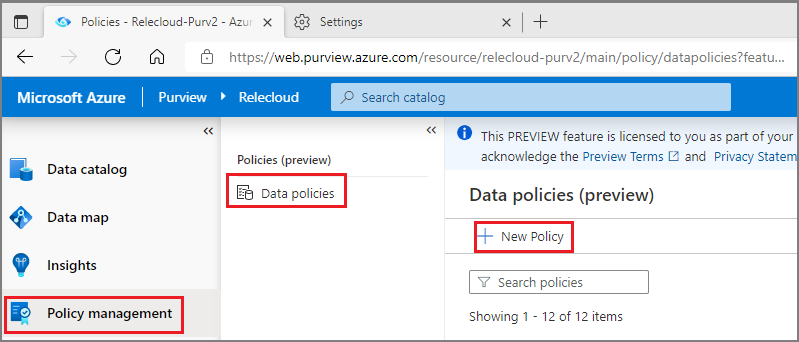 Policies - Relecloud-Purv2 - Azur
Settings
https://web.purview.azure.com/resource/relecloud-purv2/main/policy/datapolicies?featu...
Microsoft Azure
Purview
Relecloud
Search catalog
Data catalog
Data map
Insights
Policy management
Policies (preview)
Data policies
This PREVIEW feature is licensed to you as part of your
acknowledge the Preview Terms and Privacy Statem
Data policies (preview)
New Policy
Search policies
Showing 1 - 12 of 12 items